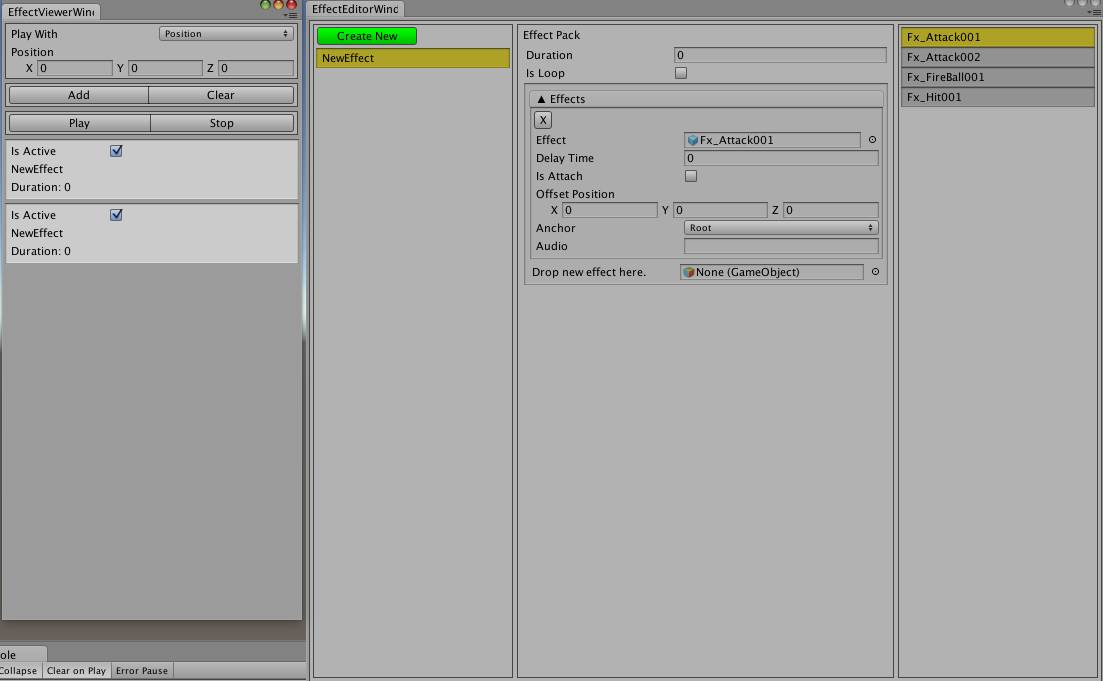 EffectViewerWin
Play With
Position
Position
X 0 Y 0 Z 0
Add Clear
Play Stop
Is Active
NewEffect
Duration: 0
Is Active
NewEffect
Duration: 0
ole
Collapse Clear on Play Error Pause
EffectEditorWind
Create New
NewEffect
Effect Pack
Duration 0
Is Loop
▲ Effects
X
Effect Fx_Attack001
Delay Time 0
Is Attach
Offset Position
X 0 Y 0 Z 0
Anchor Root
Audio
Drop new effect here. None (GameObject)
Fx_Attack001
Fx_Attack002
Fx_FireBall001
Fx_Hit001